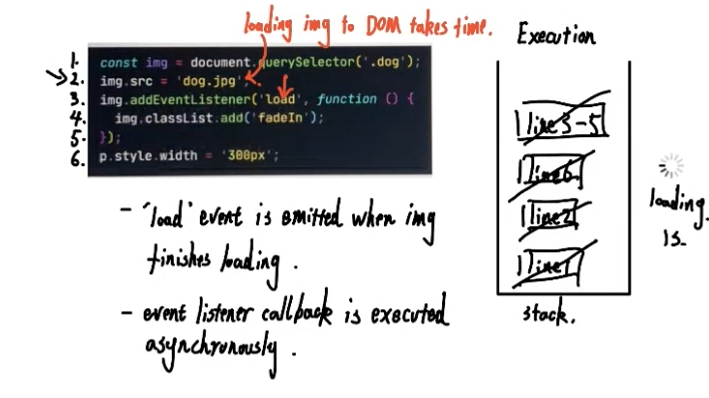 loading img to DOM takes time.
Execution
1. const img = document.querySelector('.dog');
2. img.src = 'dog.jpg';
3. img.addEventListener('load', function () {
4. img.classList.add('fadeIn');
5. });
6. p.style.width = '300px';
line3-5
line6
line2
line1
loading.
1s
stack.
- 'load' event is emitted when img
finishes loading.
- event listener callback is executed
asynchronously.